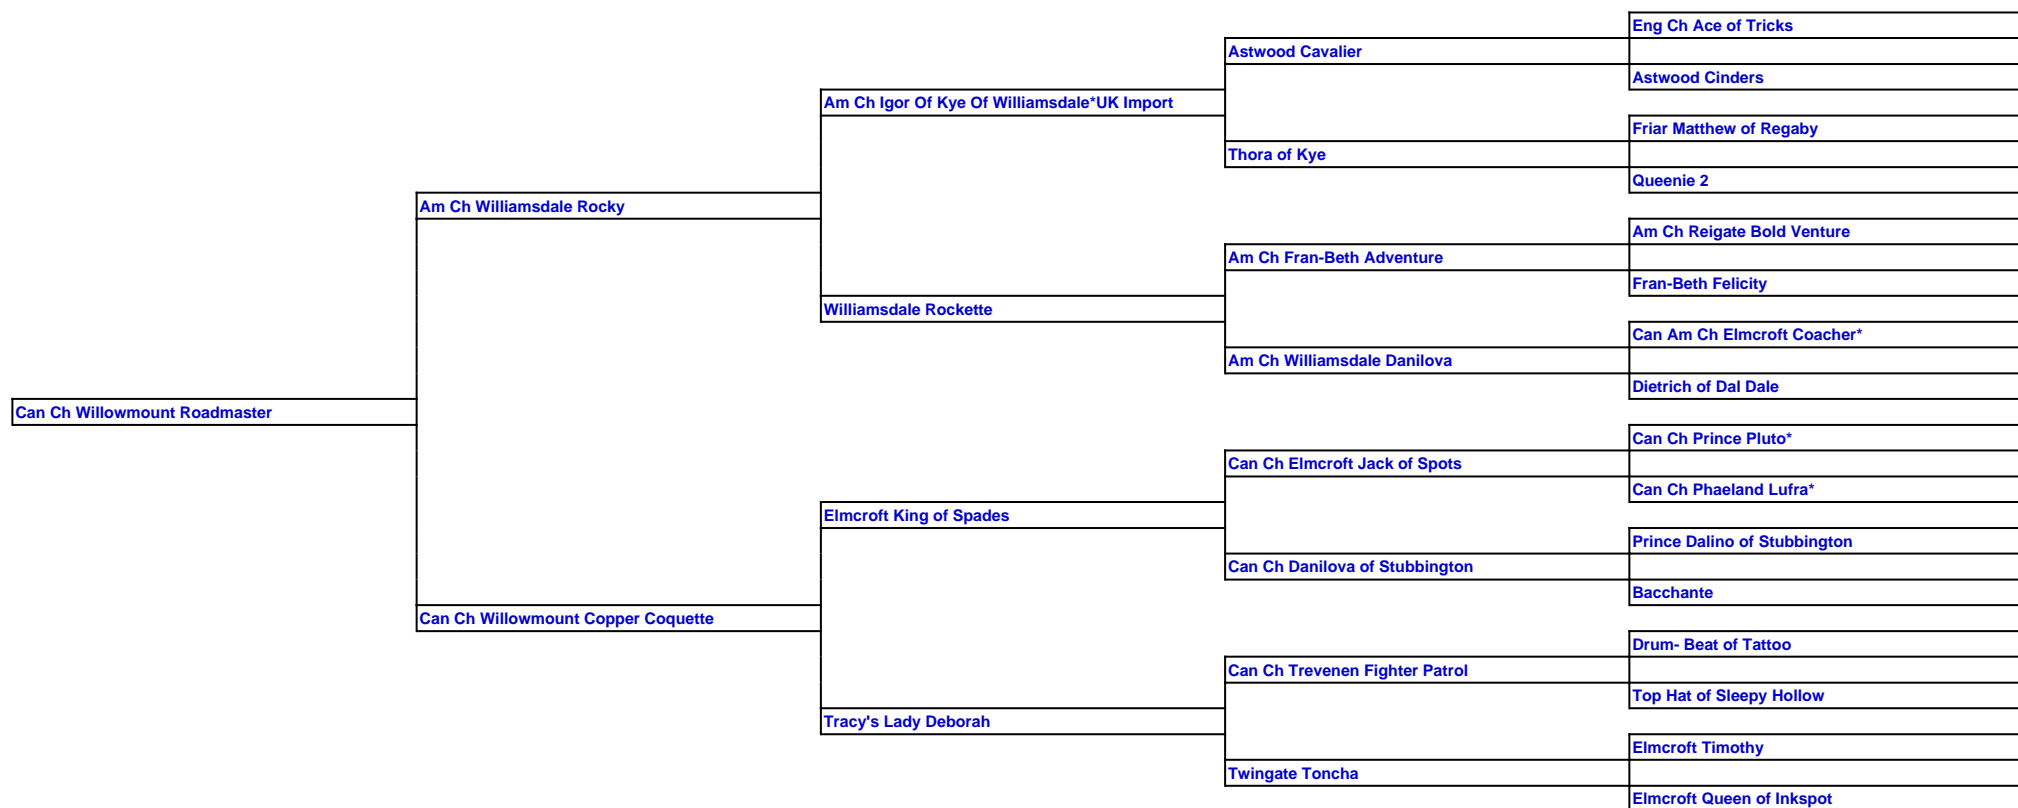 Eng Ch Ace of Tricks
Astwood Cavalier
Astwood Cinders
Am Ch Igor Of Kye Of Williamsdale*UK Import
Friar Matthew of Regaby
Thora of Kye
Queenie 2
Am Ch Williamsdale Rocky
Am Ch Reigate Bold Venture
Am Ch Fran-Beth Adventure
Fran-Beth Felicity
Williamsdale Rockette
Can Am Ch Elmcroft Coacher*
Am Ch Williamsdale Danilova
Dietrich of Dal Dale
Can Ch Willowmount Roadmaster
Can Ch Prince Pluto*
Can Ch Elmcroft Jack of Spots
Can Ch Phaeland Lufra*
Elmcroft King of Spades
Prince Dalino of Stubbington
Can Ch Danilova of Stubbington
Bacchante
Can Ch Willowmount Copper Coquette
Drum- Beat of Tattoo
Can Ch Trevenen Fighter Patrol
Top Hat of Sleepy Hollow
Tracy's Lady Deborah
Elmcroft Timothy
Twingate Toncha
Elmcroft Queen of Inkspot